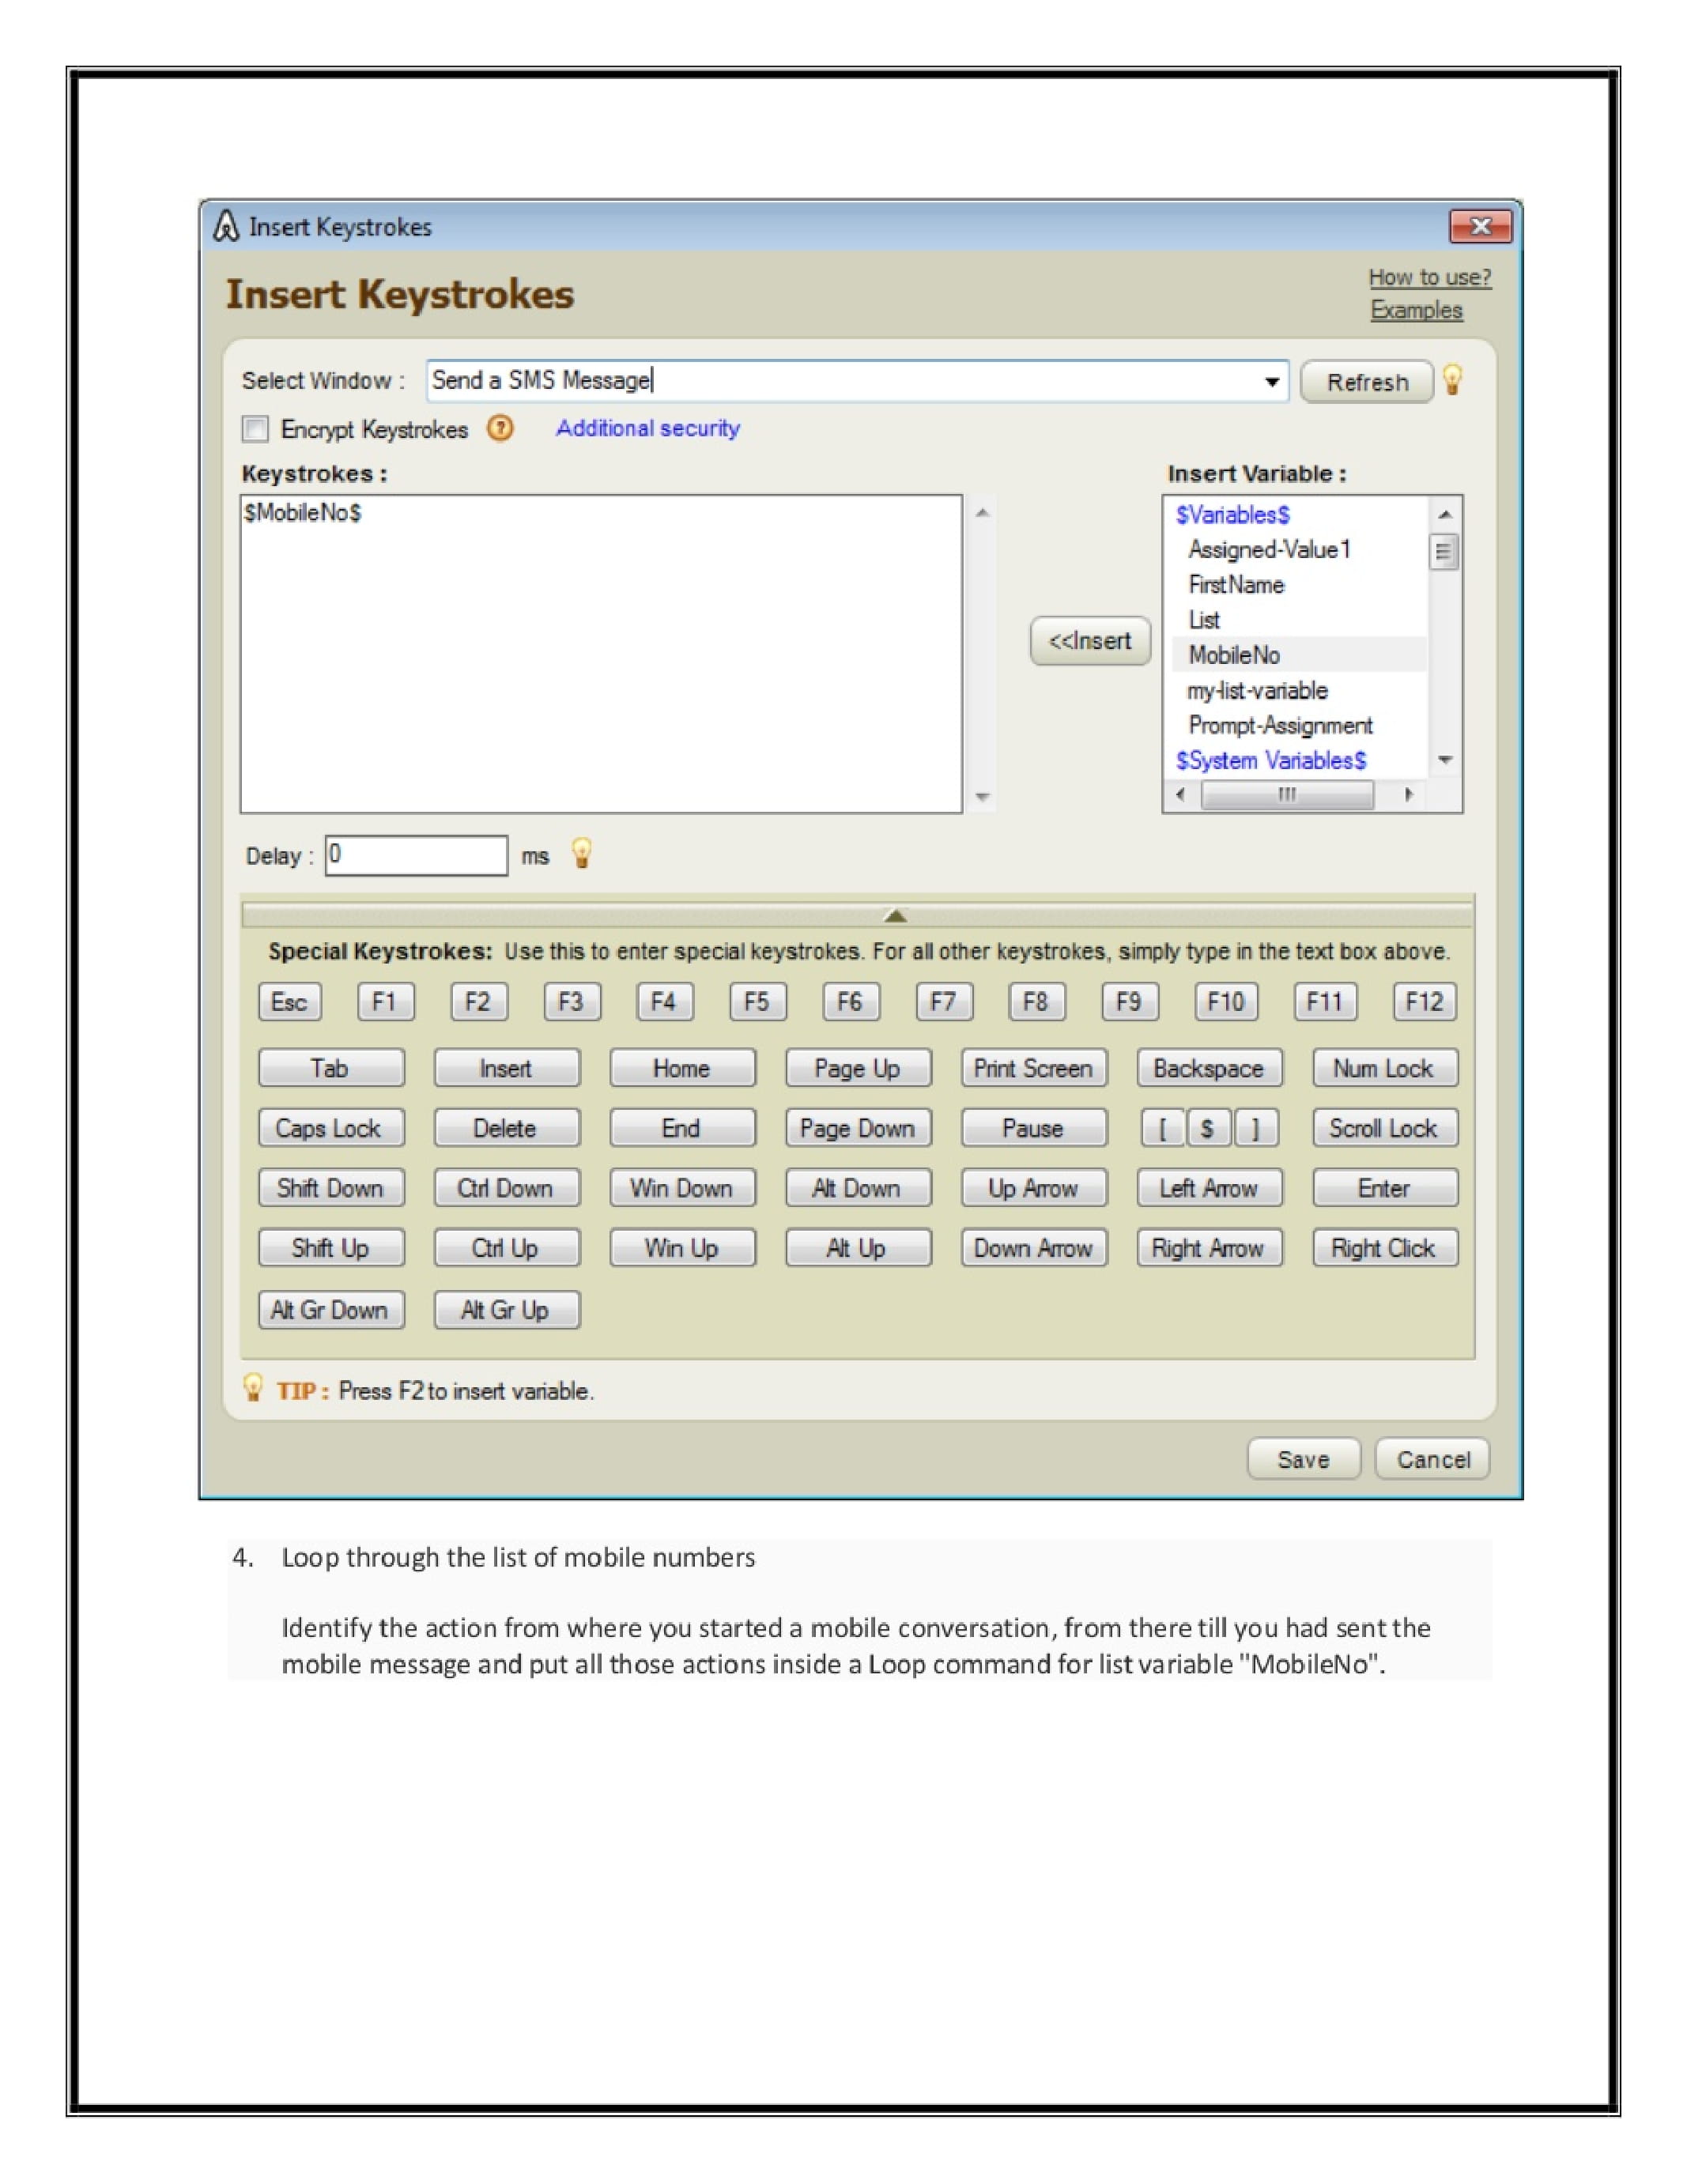 Insert Keystrokes
Insert Keystrokes
How to use?
Examples
Select Window : Send a SMS Message Refresh
Encrypt Keystrokes ? Additional security
Keystrokes : Insert Variable :
$MobileNo$
$Variables$
Assigned-Value1
FirstName
List
<<Insert
MobileNo
my-list-variable
Prompt-Assignment
$System Variables$
Delay : 0 ms
Special Keystrokes: Use this to enter special keystrokes. For all other keystrokes, simply type in the text box above.
Esc F1 F2 F3 F4 F5 F6 F7 F8 F9 F10 F11 F12
Tab Insert Home Page Up Print Screen Backspace Num Lock
Caps Lock Delete End Page Down Pause [ $ ] Scroll Lock
Shift Down Ctrl Down Win Down Alt Down Up Arrow Left Arrow Enter
Shift Up Ctrl Up Win Up Alt Up Down Arrow Right Arrow Right Click
Alt Gr Down Alt Gr Up
TIP : Press F2 to insert variable.
Save Cancel
4. Loop through the list of mobile numbers
Identify the action from where you started a mobile conversation, from there till you had sent the
mobile message and put all those actions inside a Loop command for list variable "MobileNo".